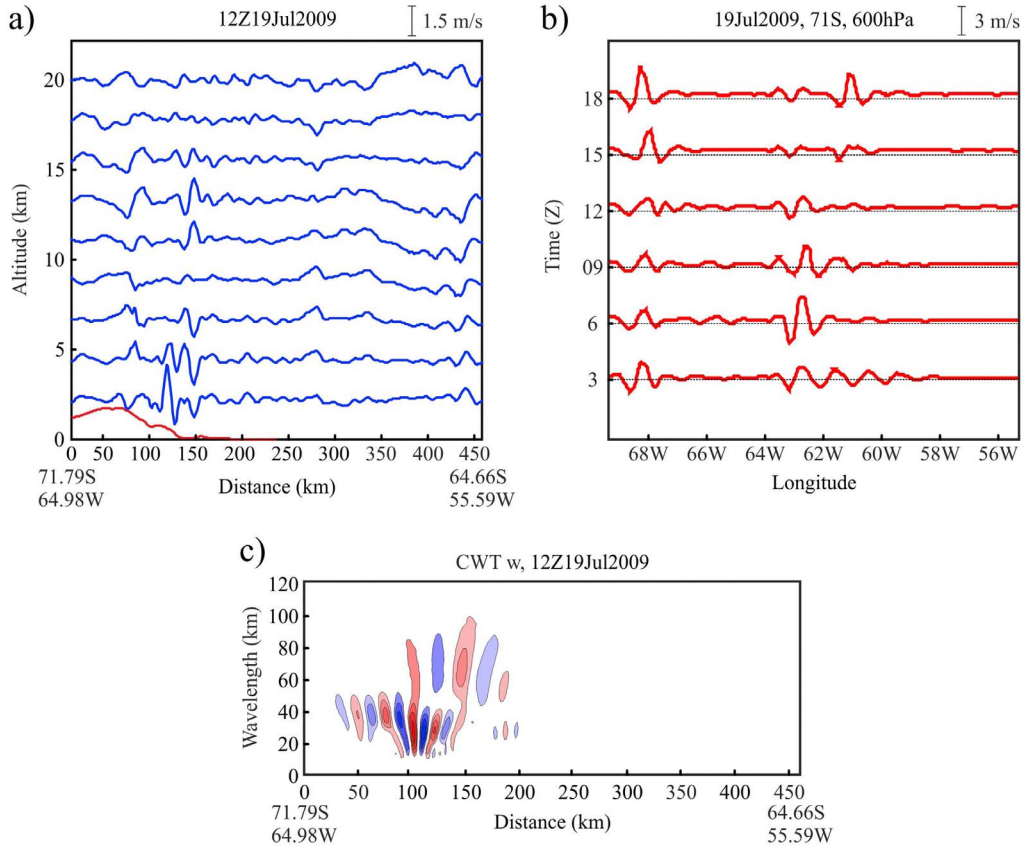 a)
12Z19Jul2009
1.5 m/s
20
15
10
5
0
Altitude (km)
0 50 100 150 200 250 300 350 400 450
71.79S 64.66S
64.98W 55.59W
Distance (km)
b)
19Jul2009, 71S, 600hPa
3 m/s
18
15
12
09
6
3
Time (Z)
68W 66W 64W 62W 60W 58W 56W
Longitude
c)
CWT w, 12Z19Jul2009
120
100
80
60
40
20
0
Wavelength (km)
0 50 100 150 200 250 300 350 400 450
71.79S 64.66S
64.98W 55.59W
Distance (km)